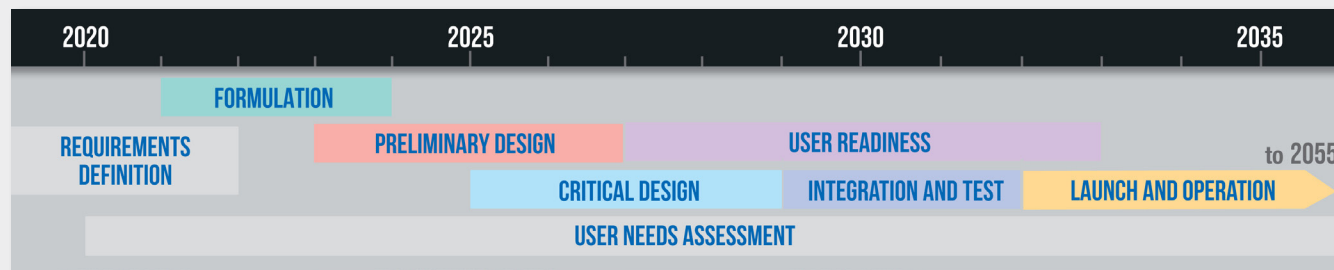 2020 2025 2030 2035
FORMULATION
REQUIREMENTS
DEFINITION
PRELIMINARY DESIGN
USER READINESS
to 2055
CRITICAL DESIGN
INTEGRATION AND TEST
LAUNCH AND OPERATION
USER NEEDS ASSESSMENT